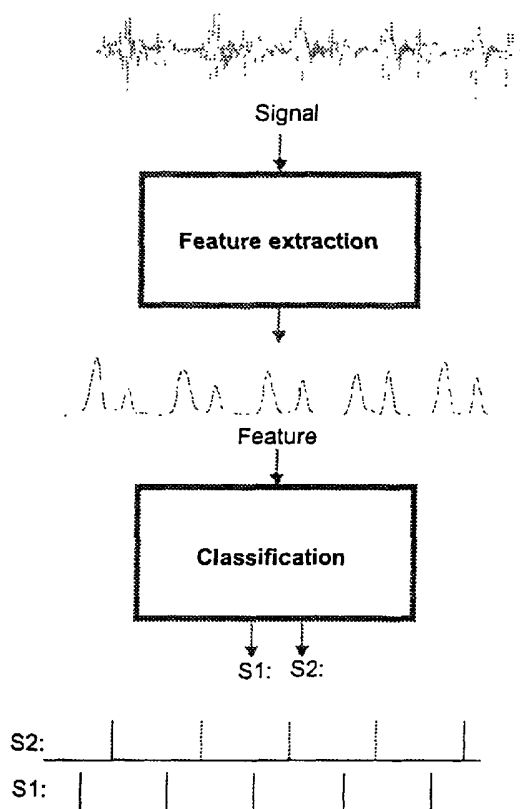 Signal
Feature extraction
Feature
Classification
S1: S2:
S2:
S1: